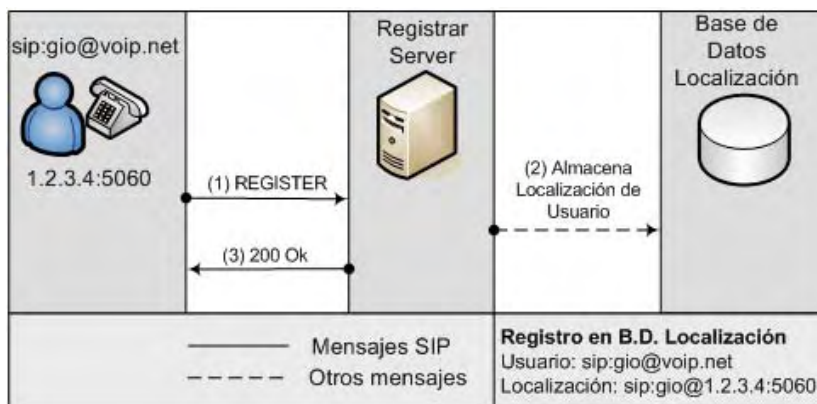 sip:gio@voip.net
1.2.3.4:5060
(1) REGISTER
(3) 200 Ok
Registrar
Server
(2) Almacena
Localización de
Usuario
Base de
Datos
Localización
Mensajes SIP
Otros mensajes
Registro en B.D. Localización
Usuario: sip:gio@voip.net
Localización: sip:gio@1.2.3.4:5060